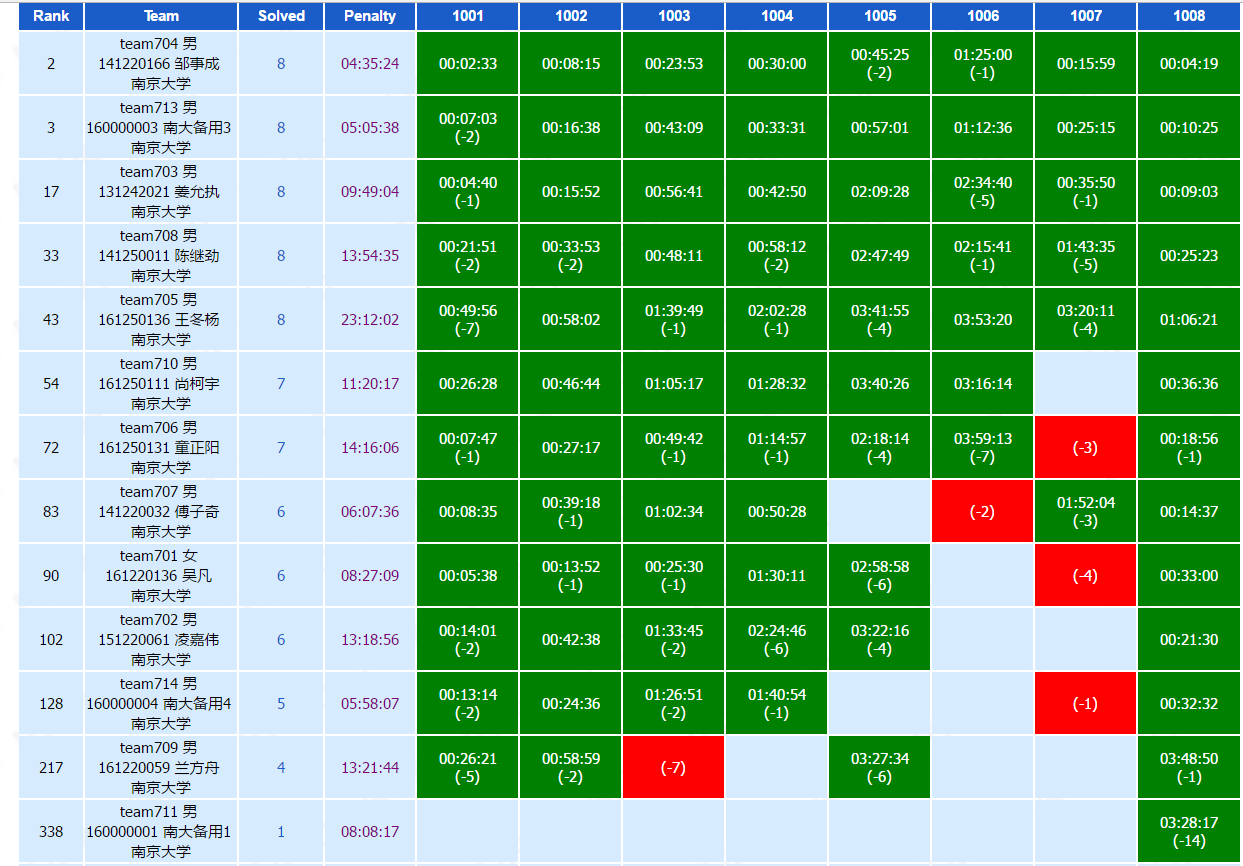 Rank Team Solved Penalty 1001 1002 1003 1004 1005 1006 1007 1008
team704 男
2 141220166 邹事成 8 04:35:24 00:02:33 00:08:15 00:23:53 00:30:00 00:45:25 (-2) 01:25:00 (-1) 00:15:59 00:04:19
南京大学
team713 男
3 160000003 南大备用3 8 05:05:38 00:07:03 (-2) 00:16:38 00:43:09 00:33:31 00:57:01 01:12:36 00:25:15 00:10:25
南京大学
team703 男
17 131242021 姜允执 8 09:49:04 00:04:40 (-1) 00:15:52 00:56:41 00:42:50 02:09:28 02:34:40 (-5) 00:35:50 (-1) 00:09:03
南京大学
team708 男
33 141250011 陈继劲 8 13:54:35 00:21:51 (-2) 00:33:53 (-2) 00:48:11 00:58:12 (-2) 02:47:49 02:15:41 (-1) 01:43:35 (-5) 00:25:23
南京大学
team705 男
43 161250136 王冬杨 8 23:12:02 00:49:56 (-7) 00:58:02 01:39:49 (-1) 02:02:28 (-1) 03:41:55 (-4) 03:53:20 03:20:11 (-4) 01:06:21
南京大学
team710 男
54 161250111 尚柯宇 7 11:20:17 00:26:28 00:46:44 01:05:17 01:28:32 03:40:26 03:16:14 00:36:36
南京大学
team706 男
72 161250131 童正阳 7 14:16:06 00:07:47 (-1) 00:27:17 00:49:42 (-1) 01:14:57 (-1) 02:18:14 (-4) 03:59:13 (-7) (-3) 00:18:56 (-1)
南京大学
team707 男
83 141220032 傅子奇 6 06:07:36 00:08:35 00:39:18 (-1) 01:02:34 00:50:28 (-2) 01:52:04 (-3) 00:14:37
南京大学
team701 女
90 161220136 吴凡 6 08:27:09 00:05:38 00:13:52 (-1) 00:25:30 (-1) 01:30:11 02:58:58 (-6) (-4) 00:33:00
南京大学
team702 男
102 151220061 凌嘉伟 6 13:18:56 00:14:01 (-2) 00:42:38 01:33:45 (-2) 02:24:46 (-6) 03:22:16 (-4) 00:21:30
南京大学
team714 男
128 160000004 南大备用4 5 05:58:07 00:13:14 (-2) 00:24:36 01:26:51 (-2) 01:40:54 (-1) (-1) 00:32:32
南京大学
team709 男
217 161220059 兰方舟 4 13:21:44 00:26:21 (-5) 00:58:59 (-2) (-7) 03:27:34 (-6) 03:48:50 (-1)
南京大学
team711 男
338 160000001 南大备用1 1 08:08:17 03:28:17 (-14)
南京大学